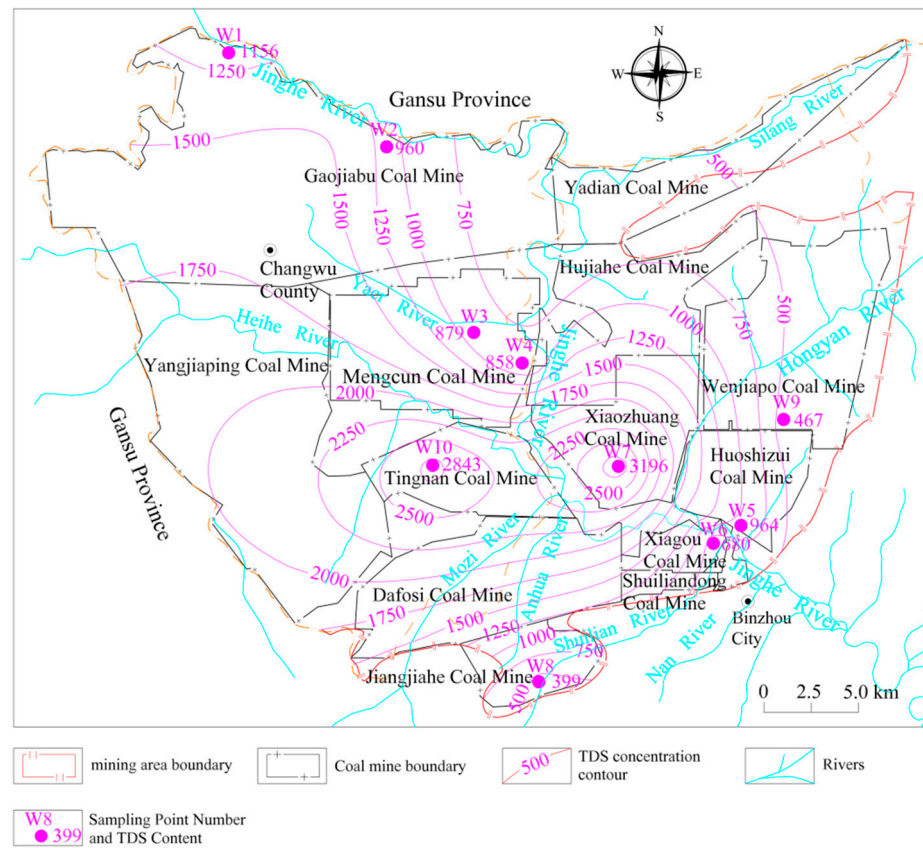 W1
1156
1250
Jinghe River
N
W E
S
Gansu Province
W2
960
1500
Gaojiabu Coal Mine
750
1000
1250
1500
Silang River
500
Yadian Coal Mine
Changwu
County
1750
Yaer River
Hujiahe Coal Mine
Heihe River
W3
879
W4
858
Jinghe River
1250
1000
750
500
Hongyan River
Yangjiaping Coal Mine
Mengcun Coal Mine
1500
1750
Wenjiapo Coal Mine
2000
W9
467
Xiaozhuang
Coal Mine
2250
2250
W10
2843
W7
3196
Huoshizui
Coal Mine
Tingnan Coal Mine
2500
2500
Gansu Province
W5
964
W6
680
Xiagou
Coal Mine
Mozi River
Anhua River
Jinghe River
2000
Shuiliandong
Coal Mine
Dafosi Coal Mine
Binzhou
City
1750
1500
1250
1000
750
Shuilian River
Nan River
Jiangjiahe Coal Mine
W8
399
500
0 2.5 5.0 km
mining area boundary
Coal mine boundary
500
TDS concentration
contour
Rivers
W8
399
Sampling Point Number
and TDS Content